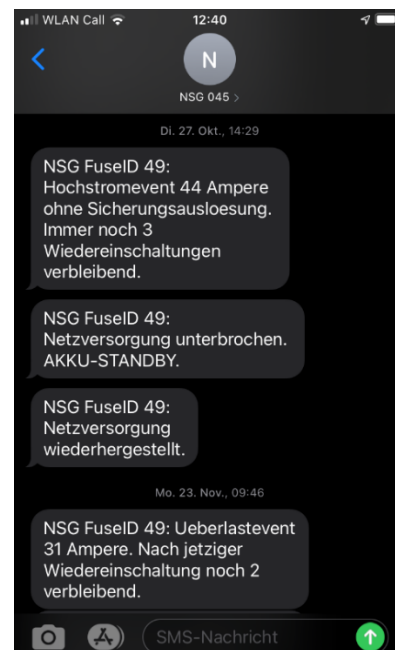 WLAN Call 12:40
N
NSG 045 >
Di. 27. Okt., 14:29
NSG FuseID 49:
Hochstromevent 44 Ampere
ohne Sicherungsausloesung.
Immer noch 3
Wiedereinschaltungen
verbleibend.
NSG FuseID 49:
Netzversorgung unterbrochen.
AKKU-STANDBY.
NSG FuseID 49:
Netzversorgung
wiederhergestellt.
Mo. 23. Nov., 09:46
NSG FuseID 49: Ueberlastevent
31 Ampere. Nach jetziger
Wiedereinschaltung noch 2
verbleibend.
SMS-Nachricht